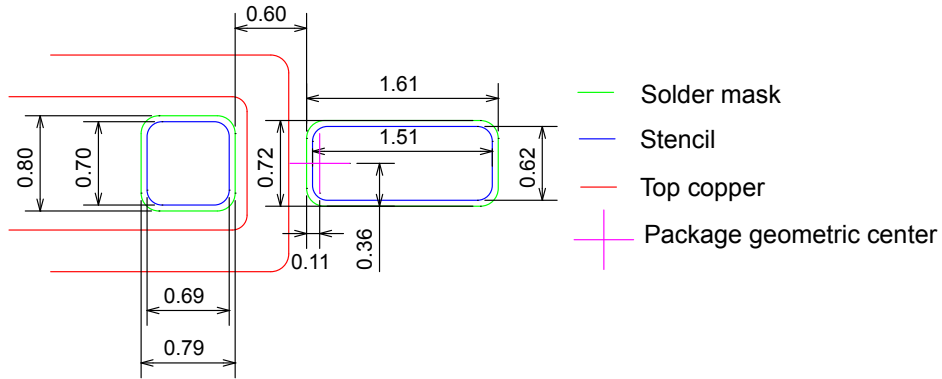 0.60
1.61
1.51
0.80
0.70
0.72
0.62
0.11
0.36
0.69
0.79
Solder mask
Stencil
Top copper
Package geometric center